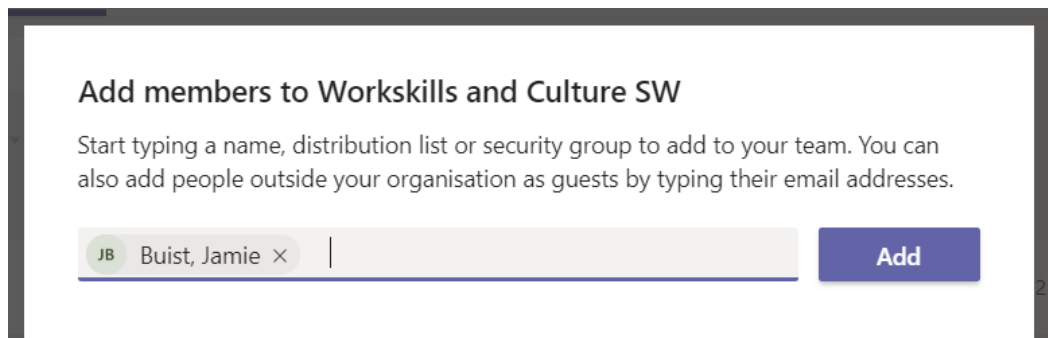 Add members to Workskills and Culture SW
Start typing a name, distribution list or security group to add to your team. You can
also add people outside your organisation as guests by typing their email addresses.
JB Buist, Jamie × Add
2